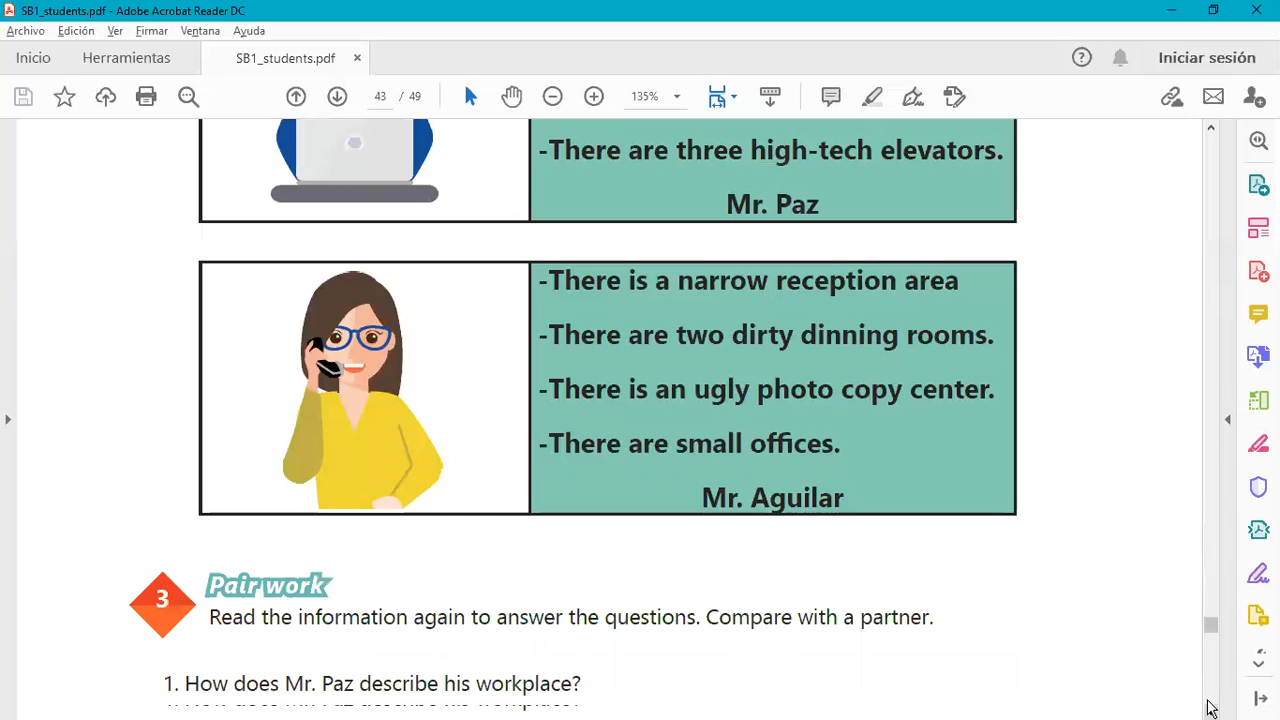 SB1_students.pdf - Adobe Acrobat Reader DC
Archivo Edición Ver Firmar Ventana Ayuda
Inicio Herramientas SB1_students.pdf × Iniciar sesión
43 / 49 135%
-There are three high-tech elevators.
Mr. Paz
-There is a narrow reception area
-There are two dirty dinning rooms.
-There is an ugly photo copy center.
-There are small offices.
Mr. Aguilar
3 Pair work
Read the information again to answer the questions. Compare with a partner.
1. How does Mr. Paz describe his workplace?